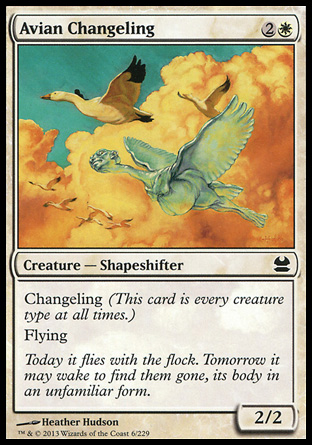 Avian Changeling 2
Creature — Shapeshifter
Changeling (This card is every creature
type at all times.)
Flying
Today it flies with the flock. Tomorrow it
may wake to find them gone, its body in
an unfamiliar form.
Heather Hudson
™ & © 2013 Wizards of the Coast 6/229
2/2